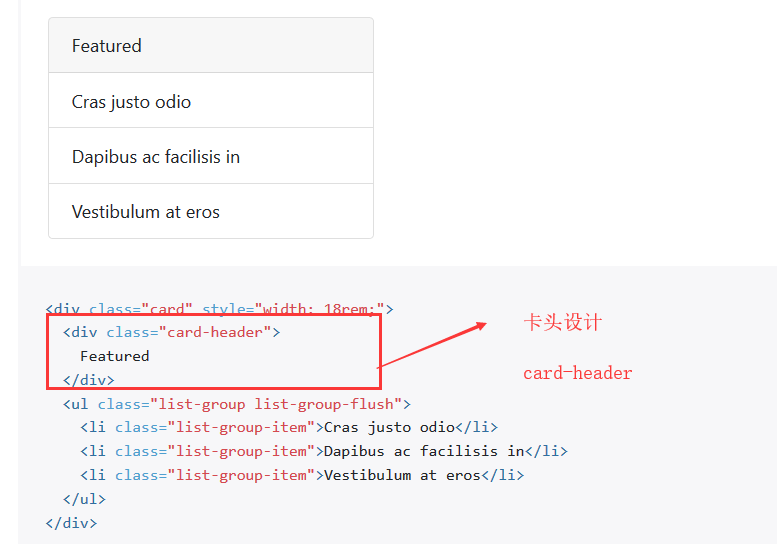 Featured
Cras justo odio
Dapibus ac facilisis in
Vestibulum at eros
<div class="card" style="width: 18rem;">
<div class="card-header">
Featured
</div>
<ul class="list-group list-group-flush">
<li class="list-group-item">Cras justo odio</li>
<li class="list-group-item">Dapibus ac facilisis in</li>
<li class="list-group-item">Vestibulum at eros</li>
</ul>
</div>
卡头设计
card-header